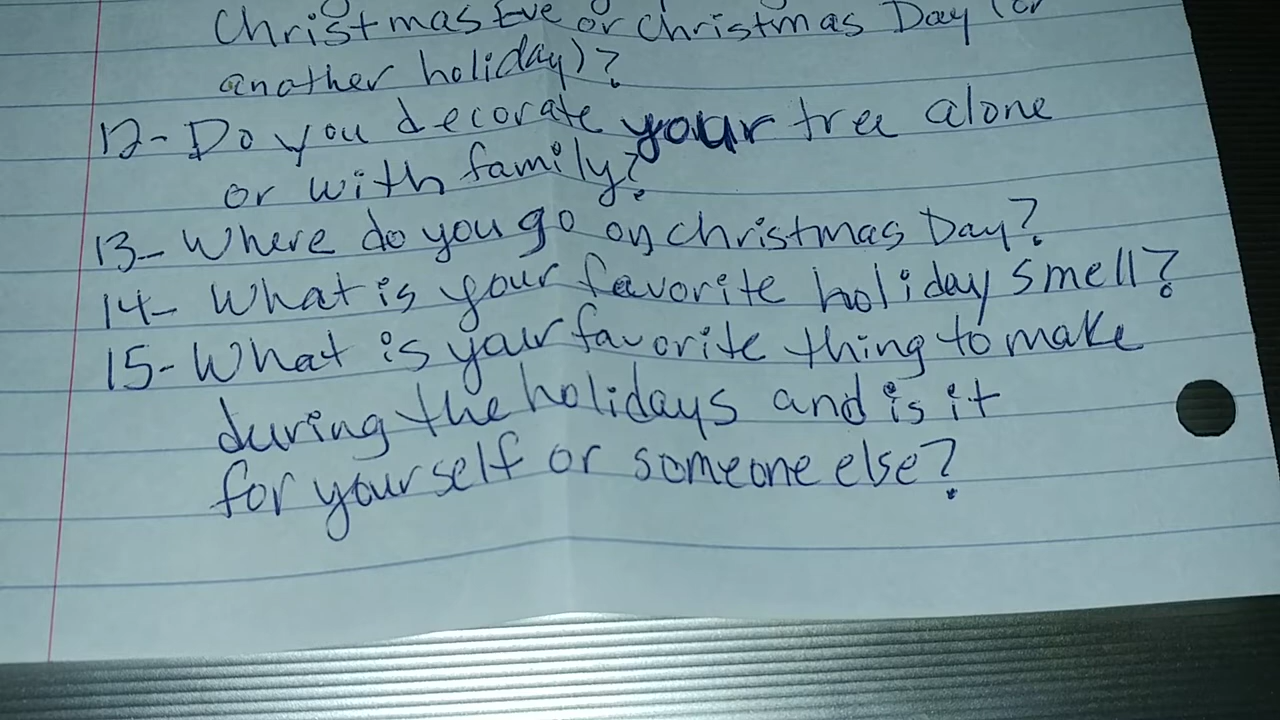 Christmas Eve or Christmas Day (or
another holiday)?
12- Do you decorate your tree alone
or with family?
13- Where do you go on christmas Day?
14- What is your favorite holiday smell?
15- What is your favorite thing to make
during the holidays and is it
for yourself or someone else?